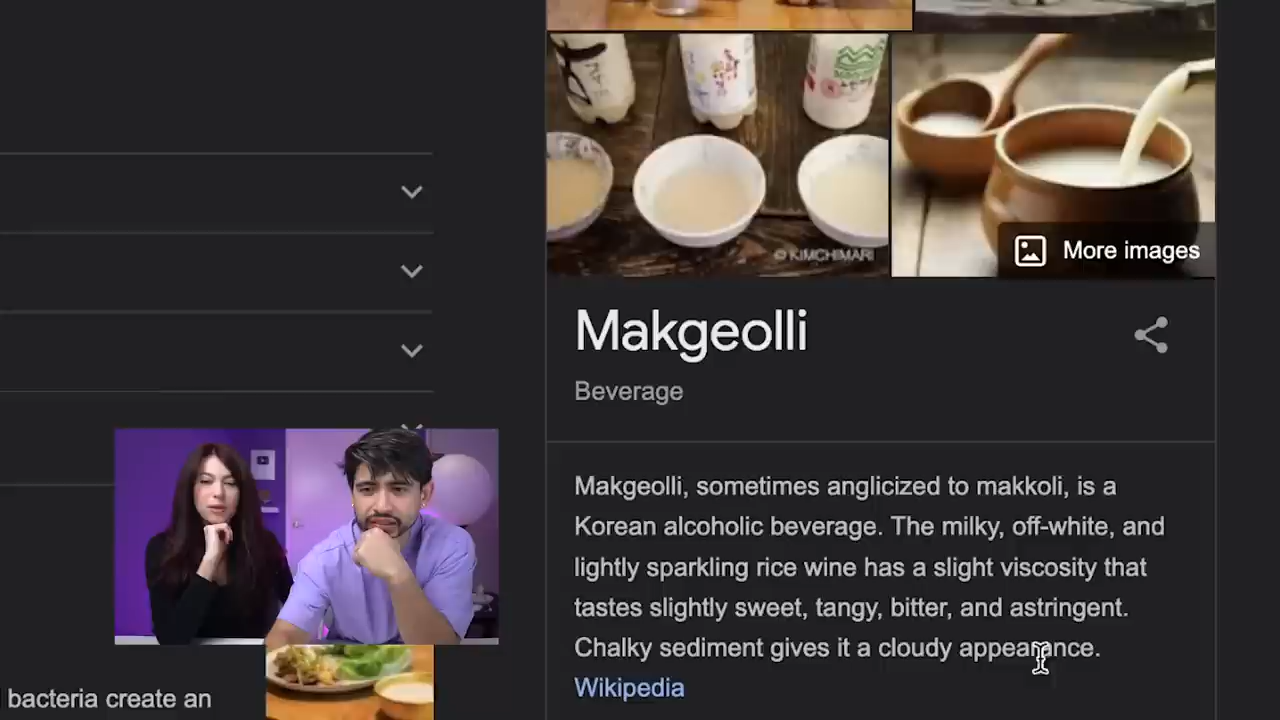 © KIMCHIMARI
More images
Makgeolli
Beverage
Makgeolli, sometimes anglicized to makkoli, is a
Korean alcoholic beverage. The milky, off-white, and
lightly sparkling rice wine has a slight viscosity that
tastes slightly sweet, tangy, bitter, and astringent.
Chalky sediment gives it a cloudy appearance.
Wikipedia
bacteria create an